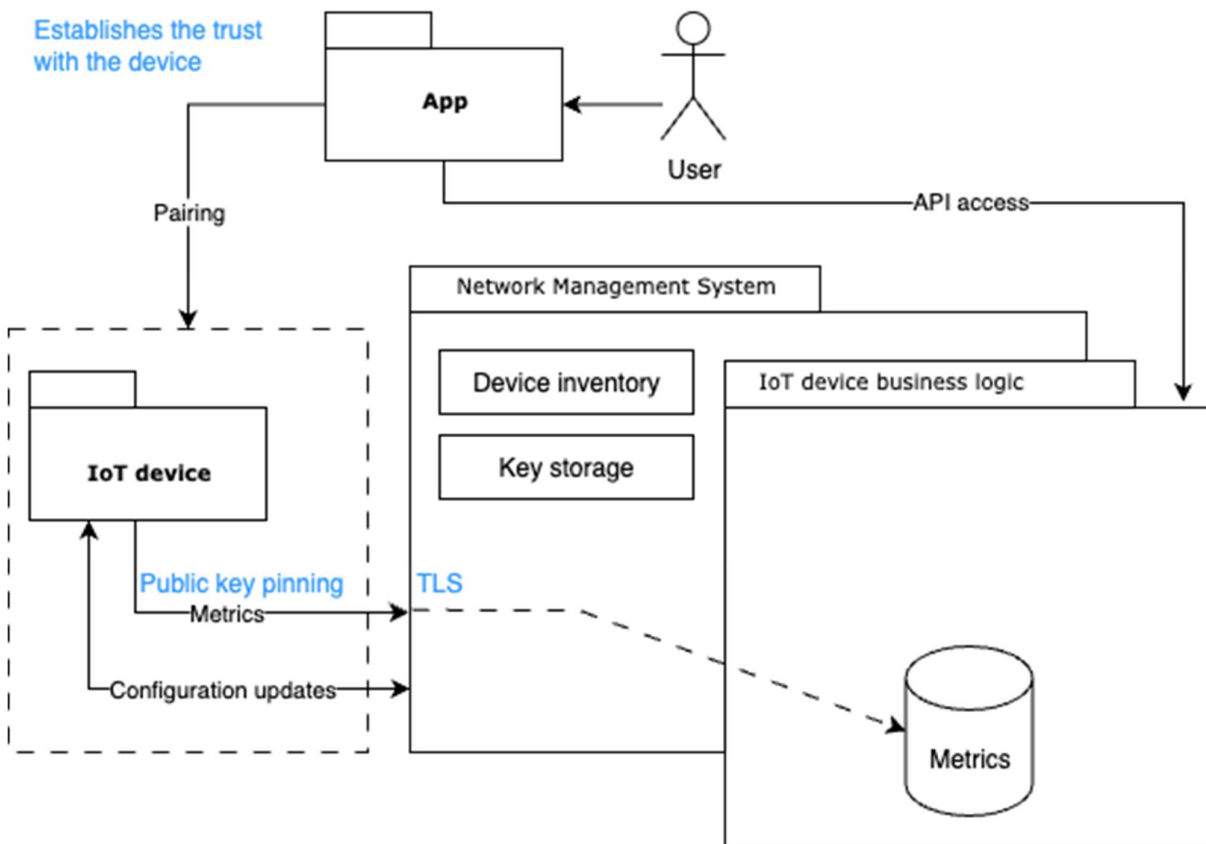 Establishes the trust
with the device
App
User
API access
Pairing
Network Management System
Device inventory
IoT device business logic
Key storage
IoT device
Public key pinning
TLS
Metrics
Configuration updates
Metrics